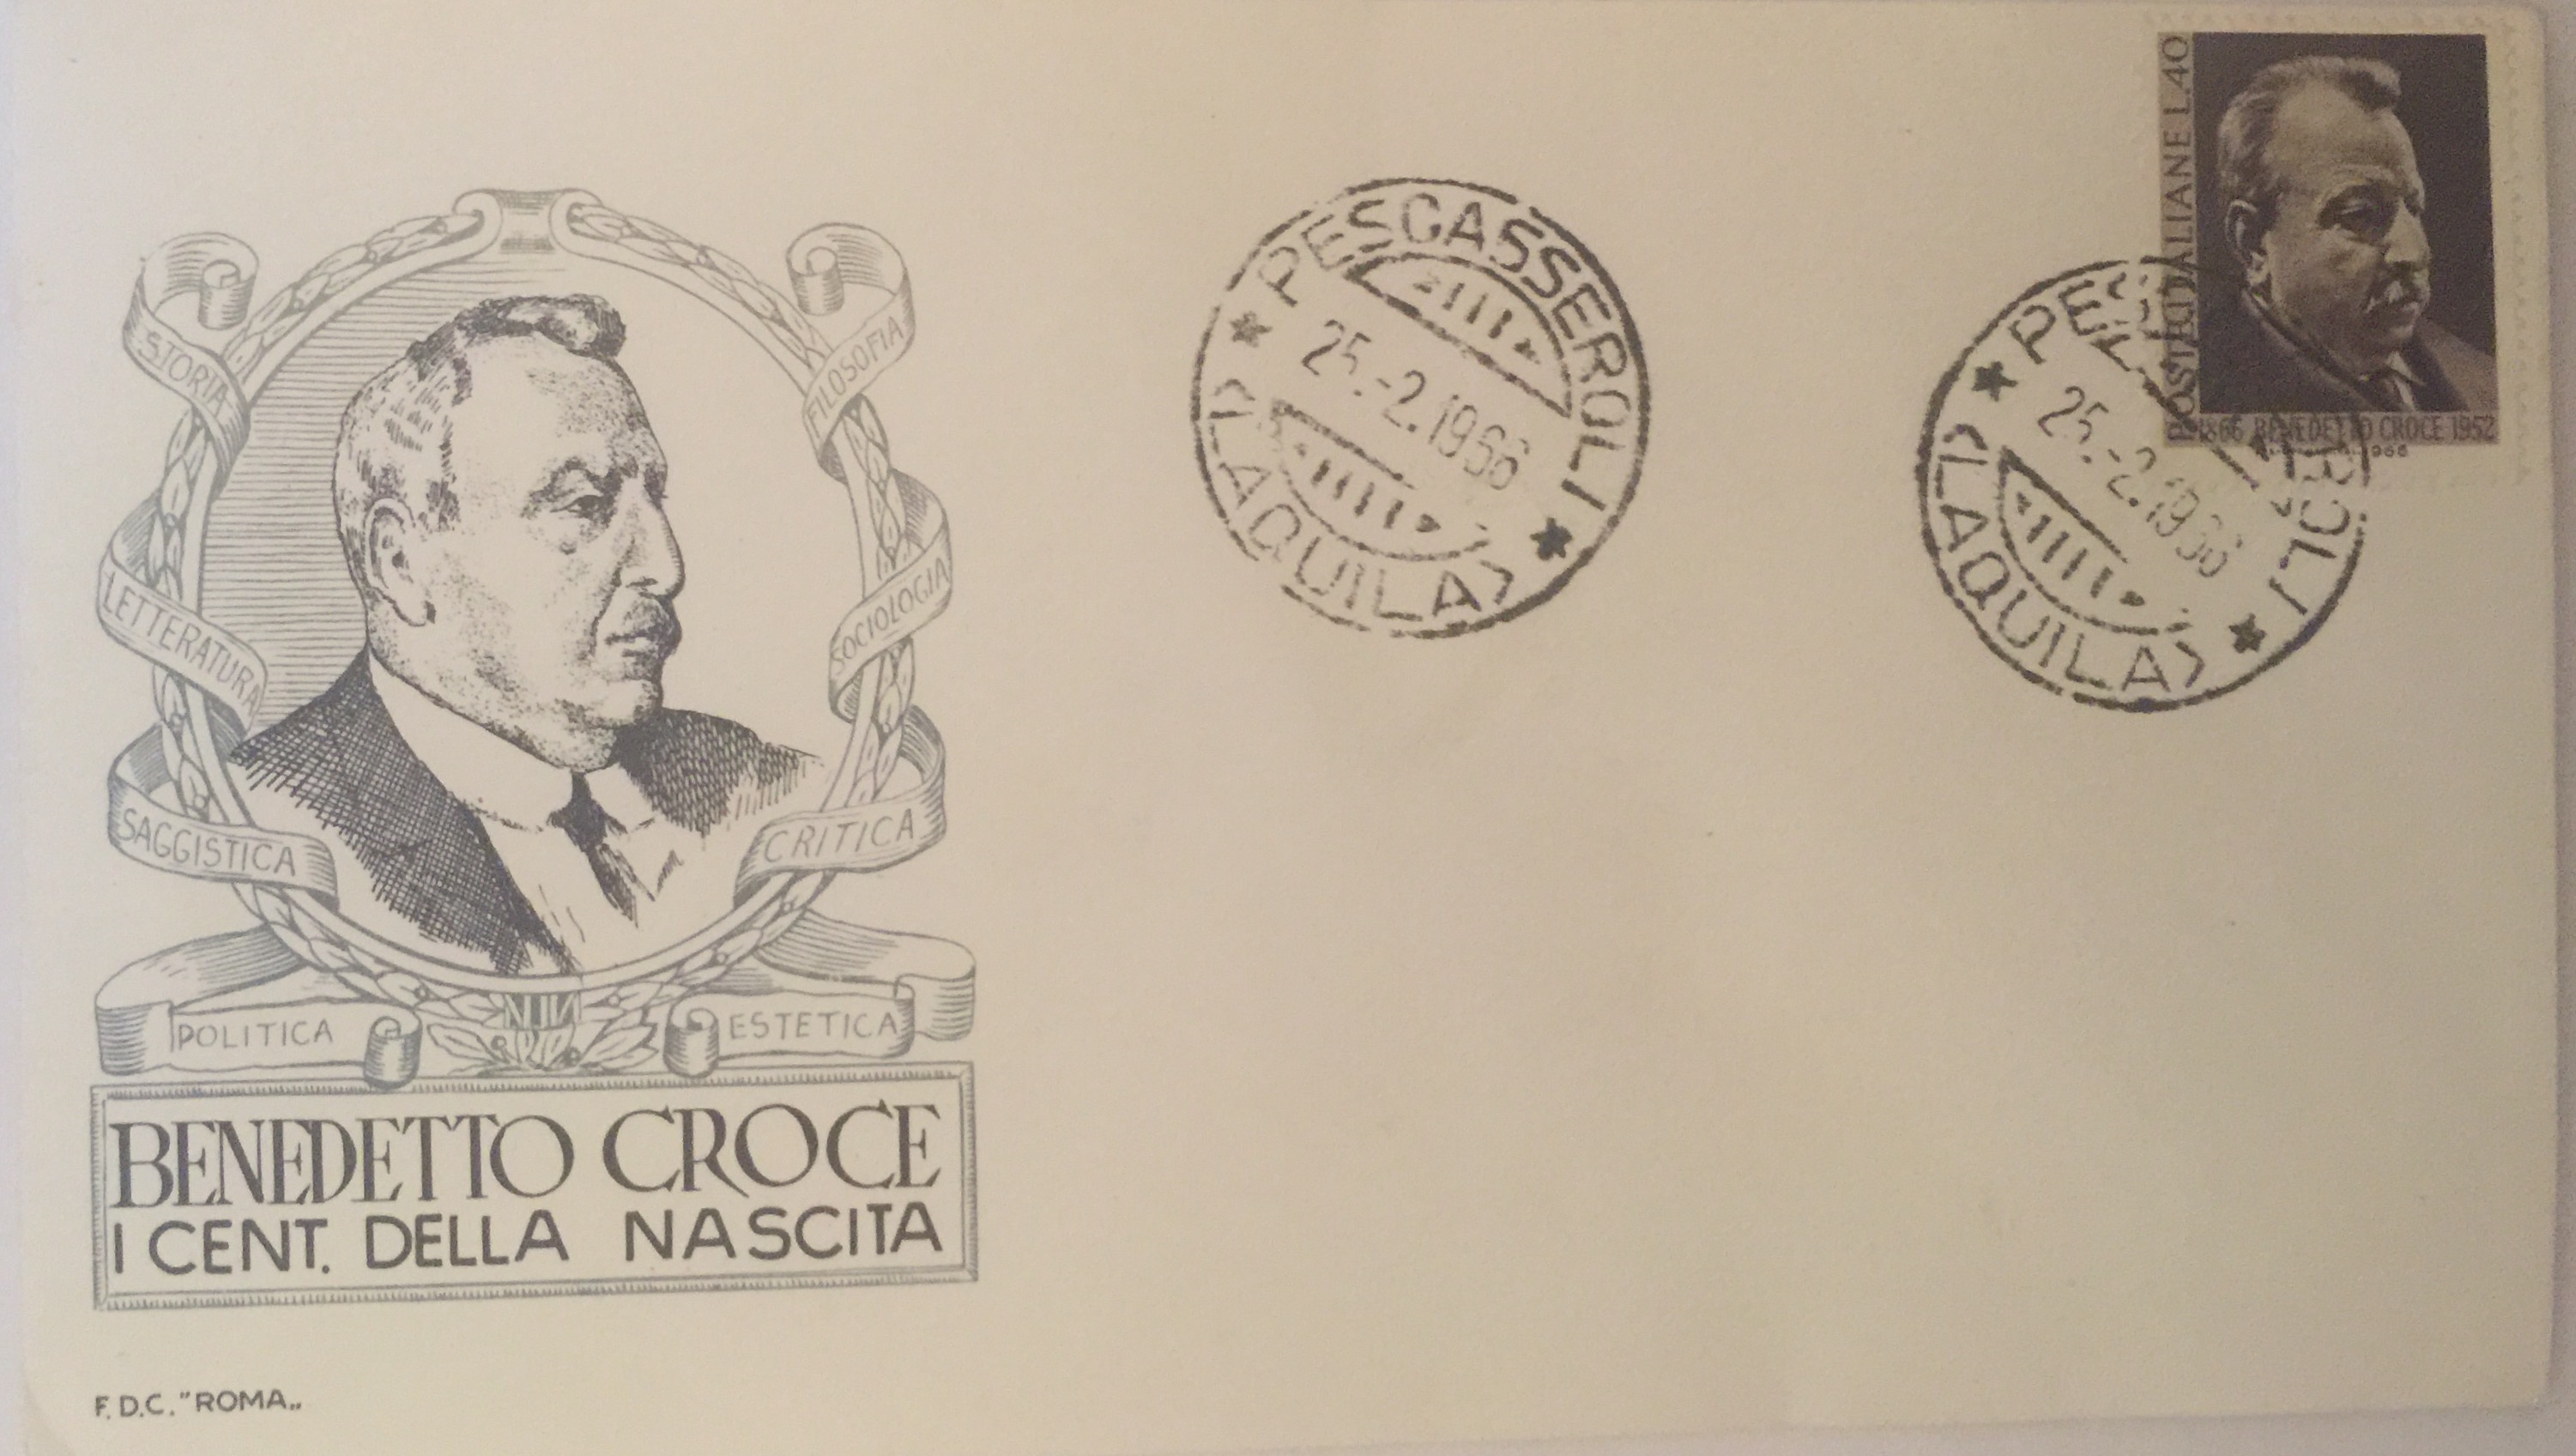 STORIA
FILOSOFIA
LETTERATURA
SOCIOLOGIA
SAGGISTICA
CRITICA
POLITICA
ESTETICA
BENEDETTO CROCE
I CENT. DELLA NASCITA
F.D.C. "ROMA„
PESCASSEROLI
25.-2.1966
(L'AQUILA)
POSTE ITALIANE L.40
1866 BENEDETTO CROCE 1952
25.-2.1966
(L'AQUILA)